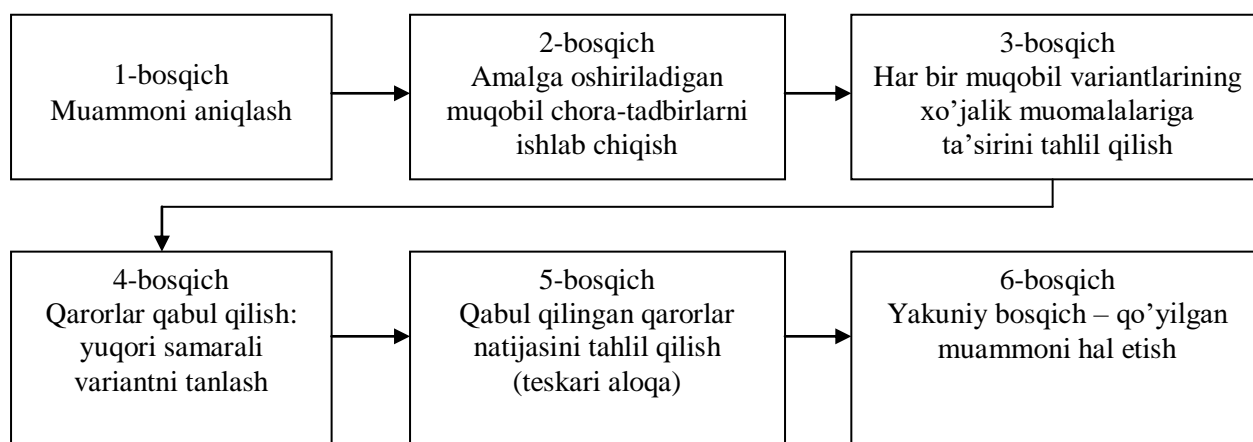 1-bosqich
Muammoni aniqlash
2-bosqich
Amalga oshiriladigan
muqobil chora-tadbirlarni
ishlab chiqish
3-bosqich
Har bir muqobil variantlarining
xo’jalik muomalalariga
ta’sirini tahlil qilish
4-bosqich
Qarorlar qabul qilish:
yuqori samarali
variantni tanlash
5-bosqich
Qabul qilingan qarorlar
natijasini tahlil qilish
(teskari aloqa)
6-bosqich
Yakuniy bosqich – qo’yilgan
muammoni hal etish